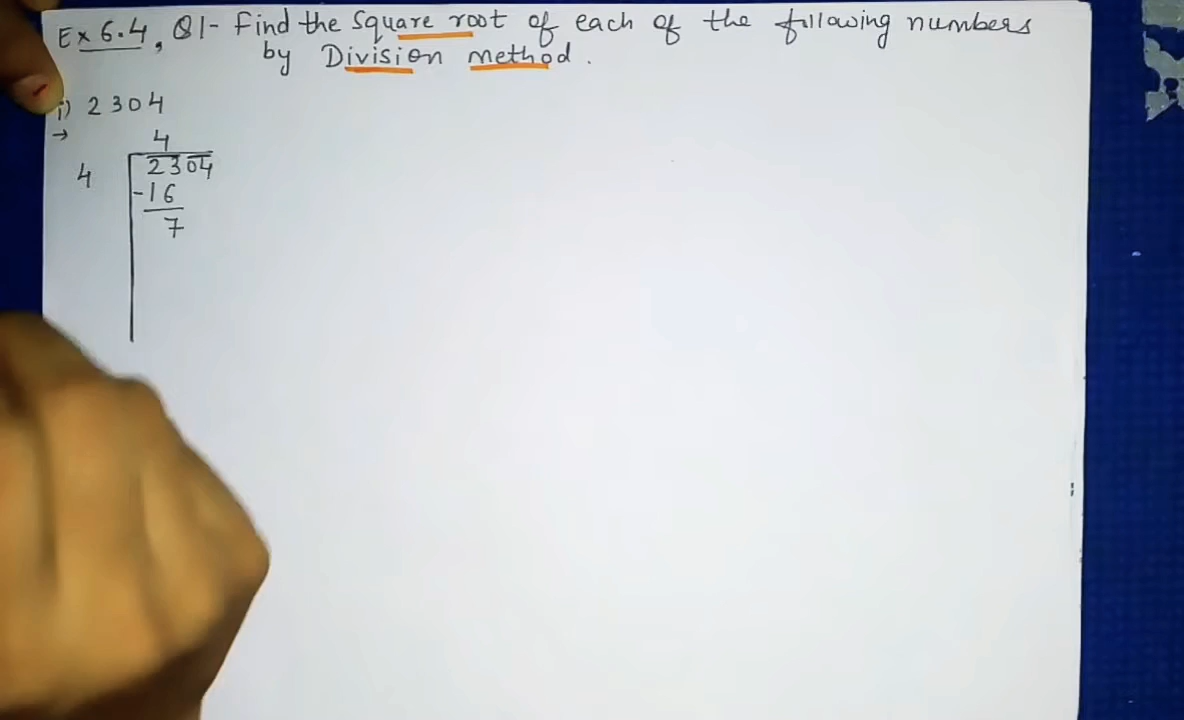 Ex 6.4, Q1- Find the Square root of each of the following numbers
by Division method.
i) 2304
→
4
4 2304
-16
7